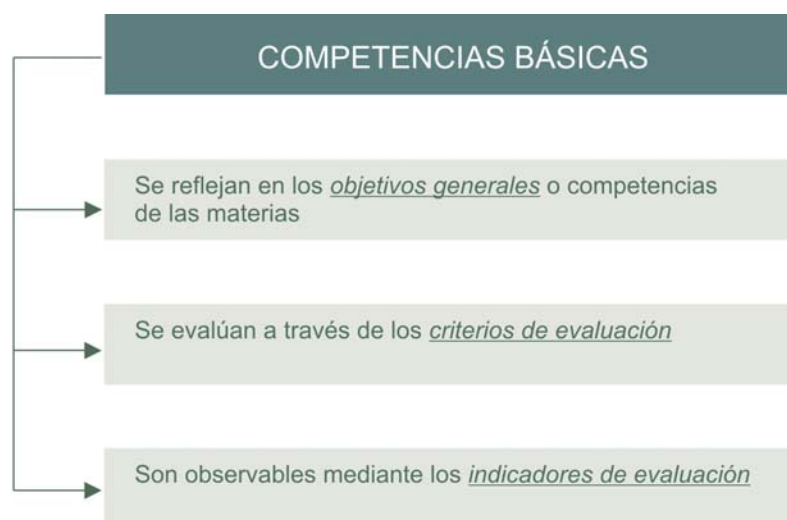 COMPETENCIAS BÁSICAS
Se reflejan en los objetivos generales o competencias
de las materias
Se evalúan a través de los criterios de evaluación
Son observables mediante los indicadores de evaluación